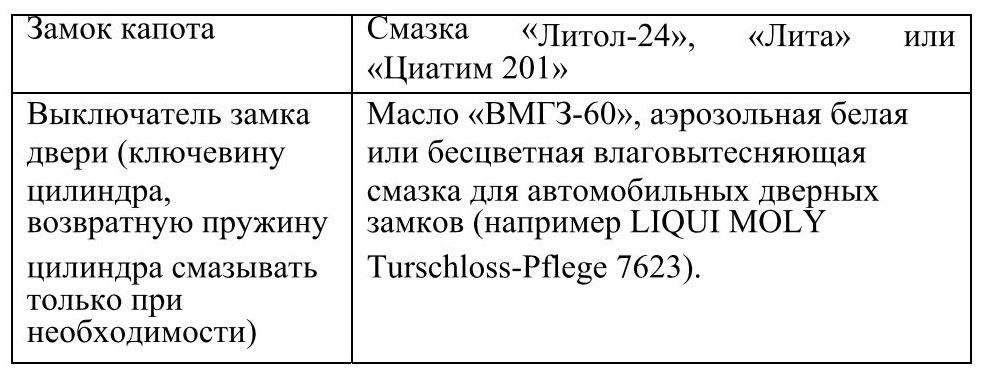 Замок капота
Смазка «Литол-24», «Лита» или
«Циатим 201»
Выключатель замка
двери (ключевину
цилиндра,
возвратную пружину
цилиндра смазывать
только при
необходимости)
Масло «ВМГЗ-60», аэрозольная белая
или бесцветная влаговытесняющая
смазка для автомобильных дверных
замков (например LIQUI MOLY
Turschloss-Pflege 7623).